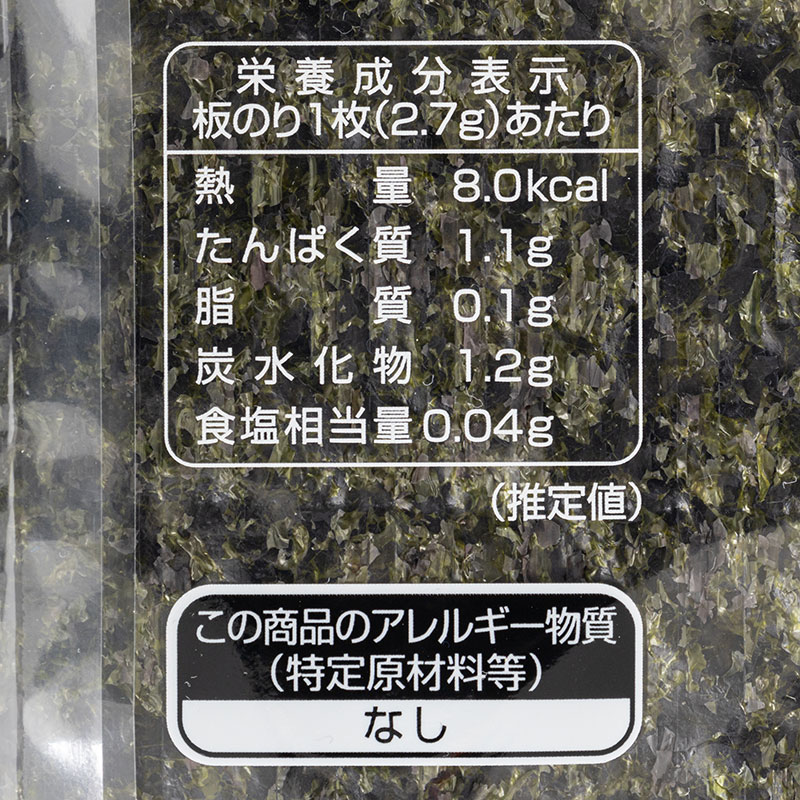 栄養成分表示
板のり1枚(2.7g)あたり
熱量 8.0kcal
たんぱく質 1.1g
脂質 0.1g
炭水化物 1.2g
食塩相当量 0.04g
(推定値)
この商品のアレルギー物質
(特定原材料等)
なし